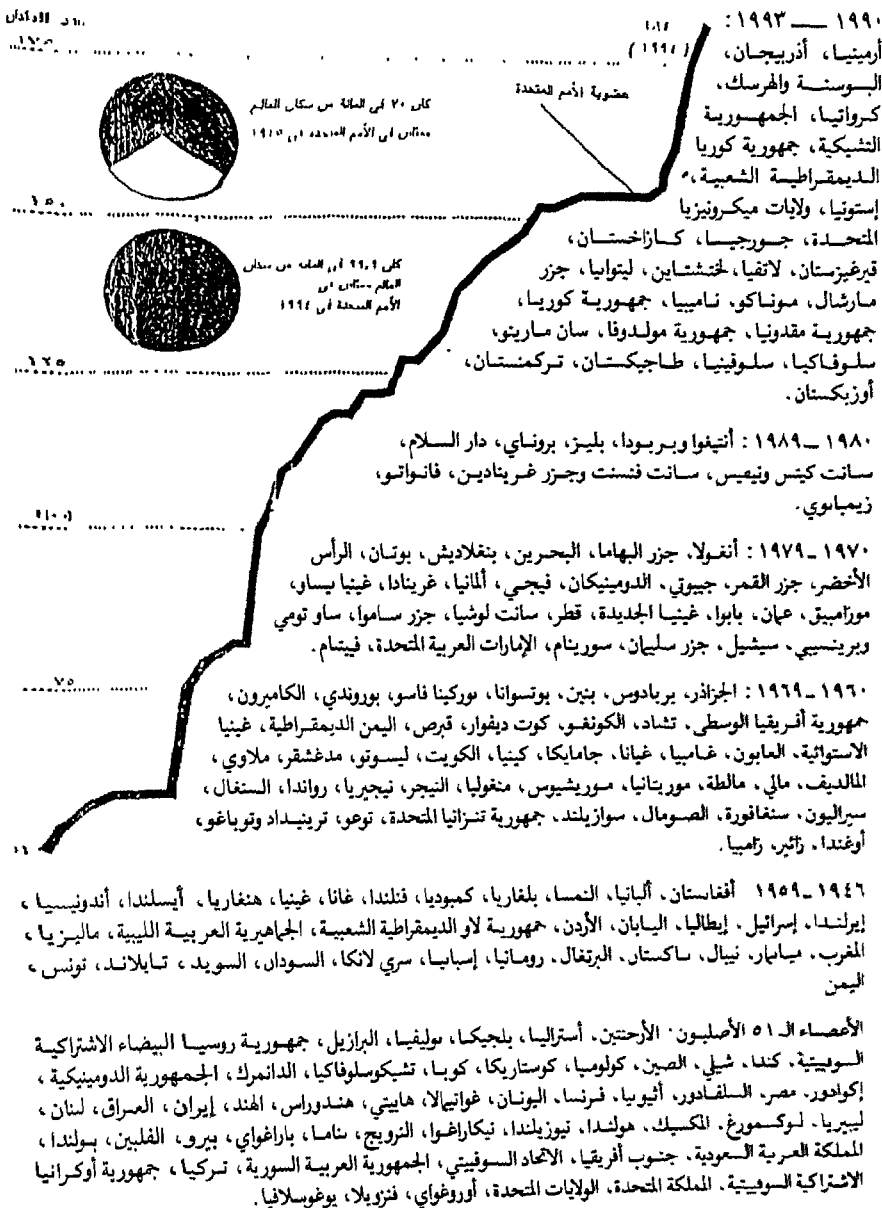 ١٩٩٠ — ١٩٩٣ :
أرمينيا، أذربيجان،
البوسنة والهرسك،
كرواتيا، الجمهورية
التشيكية، جمهورية كوريا
الديمقراطية الشعبية،
إستونيا، ولايات ميكرونيزيا
المتحدة، جورجيا، كازاخستان،
قيرغيزستان، لاتفيا، لختنشتاين، ليتوانيا، جزر
مارشال، موناكو، ناميبيا، جمهورية كوريا،
جمهورية مقدونيا، جمهورية مولدوفا، سان مارينو،
سلوفاكيا، سلوفينيا، طاجيكستان، تركمنستان،
أوزبكستان.
١٩٨٠ – ١٩٨٩ : أنتيغوا وبربودا، بليز، بروناي، دار السلام،
سانت كيتس ونيفيس، سانت فنسنت وجزر غرينادين، فانواتو،
زيمبابوي.
١٩٧٠ – ١٩٧٩ : أنغولا، جزر البهاما، البحرين، بنغلاديش، بوتان، الرأس
الأخضر، جزر القمر، جيبوتي، الدومينيكان، فيجي، ألمانيا، غرينادا، غينيا بيساو،
موزامبيق، عمان، بابوا، غينيا الجديدة، قطر، سانت لوشيا، جزر ساموا، ساو تومي
وبرينسيبي، سيشيل، جزر سليمان، سورينام، الإمارات العربية المتحدة، فيتنام.
١٩٦٠ – ١٩٦٩ : الجزائر، بربادوس، بنين، بوتسوانا، بوركينا فاسو، بوروندي، الكاميرون،
جمهورية أفريقيا الوسطى، تشاد، الكونغو، كوت ديفوار، قبرص، اليمن الديمقراطية، غينيا
الاستوائية، الغابون، غامبيا، غيانا، جامايكا، كينيا، الكويت، ليسوتو، مدغشقر، ملاوي،
المالديف، مالي، مالطة، موريتانيا، موريشيوس، منغوليا، النيجر، نيجيريا، رواندا، السنغال،
سيراليون، سنغافورة، الصومال، سوازيلند، جمهورية تنزانيا المتحدة، توغو، ترينيداد وتوباغو،
أوغندا، زائير، زامبيا.
١٩٤٦ – ١٩٥٩ أفغانستان، ألبانيا، النمسا، بلغاريا، كمبوديا، فنلندا، غانا، غينيا، هنغاريا، أيسلندا، أندونيسيا،
إيرلندا، إسرائيل، إيطاليا، اليابان، الأردن، جمهورية لاو الديمقراطية الشعبية، الجماهيرية العربية الليبية، ماليزيا،
المغرب، ميانمار، نيبال، باكستان، البرتغال، رومانيا، إسبانيا، سري لانكا، السودان، السويد، تايلاند، تونس،
اليمن
الأعضاء الـ ٥١ الأصليون: الأرجنتين، أستراليا، بلجيكا، بوليفيا، البرازيل، جمهورية روسيا البيضاء الاشتراكية
السوفيتية، كندا، شيلي، الصين، كولومبيا، كوستاريكا، كوبا، تشيكوسلوفاكيا، الدانمرك، الجمهورية الدومينيكية،
إكوادور، مصر، السلفادور، أثيوبيا، فرنسا، اليونان، غواتيمالا، هاييتي، هندوراس، الهند، إيران، العراق، لبنان،
ليبيريا، لوكسمورغ، المكسيك، هولندا، نيوزيلندا، نيكاراغوا، النرويج، بناما، باراغواي، بيرو، الفلبين، بولندا،
المملكة العربية السعودية، جنوب أفريقيا، الاتحاد السوفييتي، الجمهورية العربية السورية، تركيا، جمهورية أوكرانيا
الاشتراكية السوفيتية، المملكة المتحدة، الولايات المتحدة، أوروغواي، فنزويلا، يوغوسلافيا.
(١٩٩٤)
عضوية الأمم المتحدة
كان ٢٠ في المائة من سكان العالم
ممثلين في الأمم المتحدة في ١٩٤٥
كان ٩٩,٩ في المائة من سكان
العالم ممثلين في
الأمم المتحدة في ١٩٩٤
١٧٥
١٥٠
١٢٥
١٠٠
٧٥